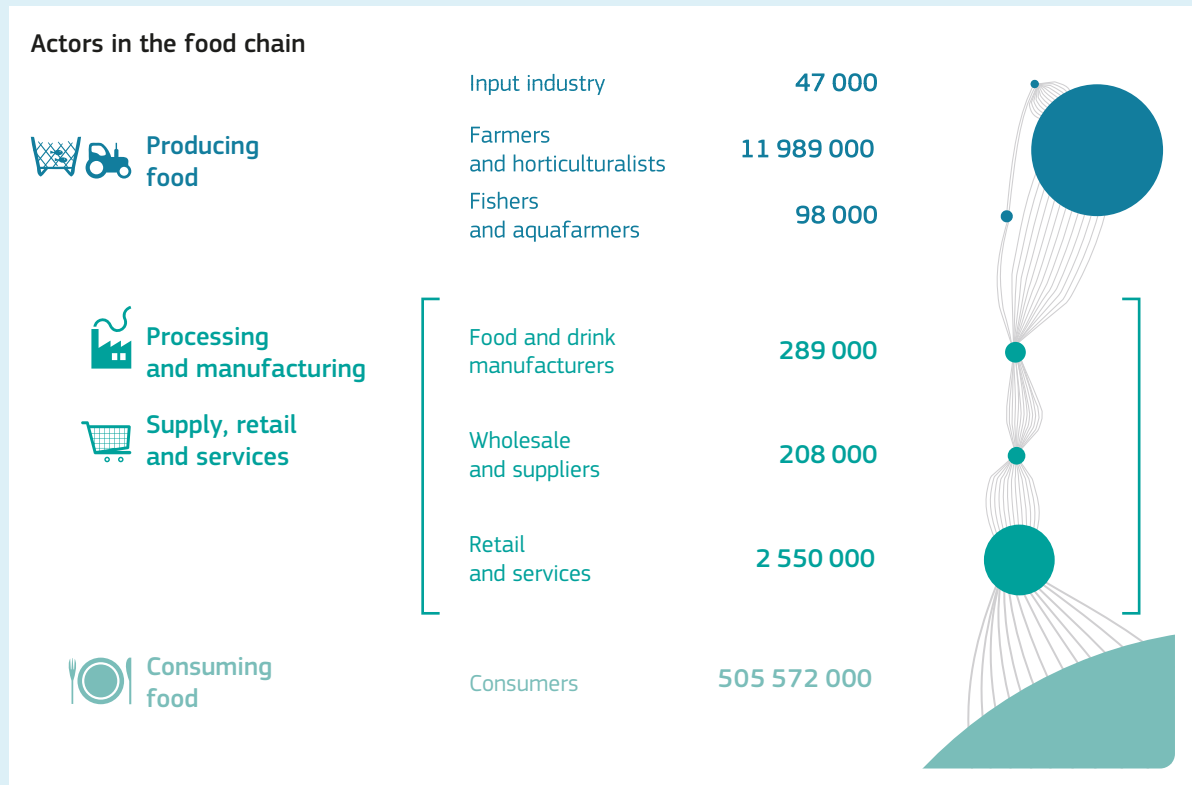 Actors in the food chain
Producing
food
Input industry 47 000
Farmers
and horticulturalists 11 989 000
Fishers
and aquafarmers 98 000
Processing
and manufacturing
Food and drink
manufacturers 289 000
Supply, retail
and services
Wholesale
and suppliers 208 000
Retail
and services 2 550 000
Consuming
food
Consumers 505 572 000